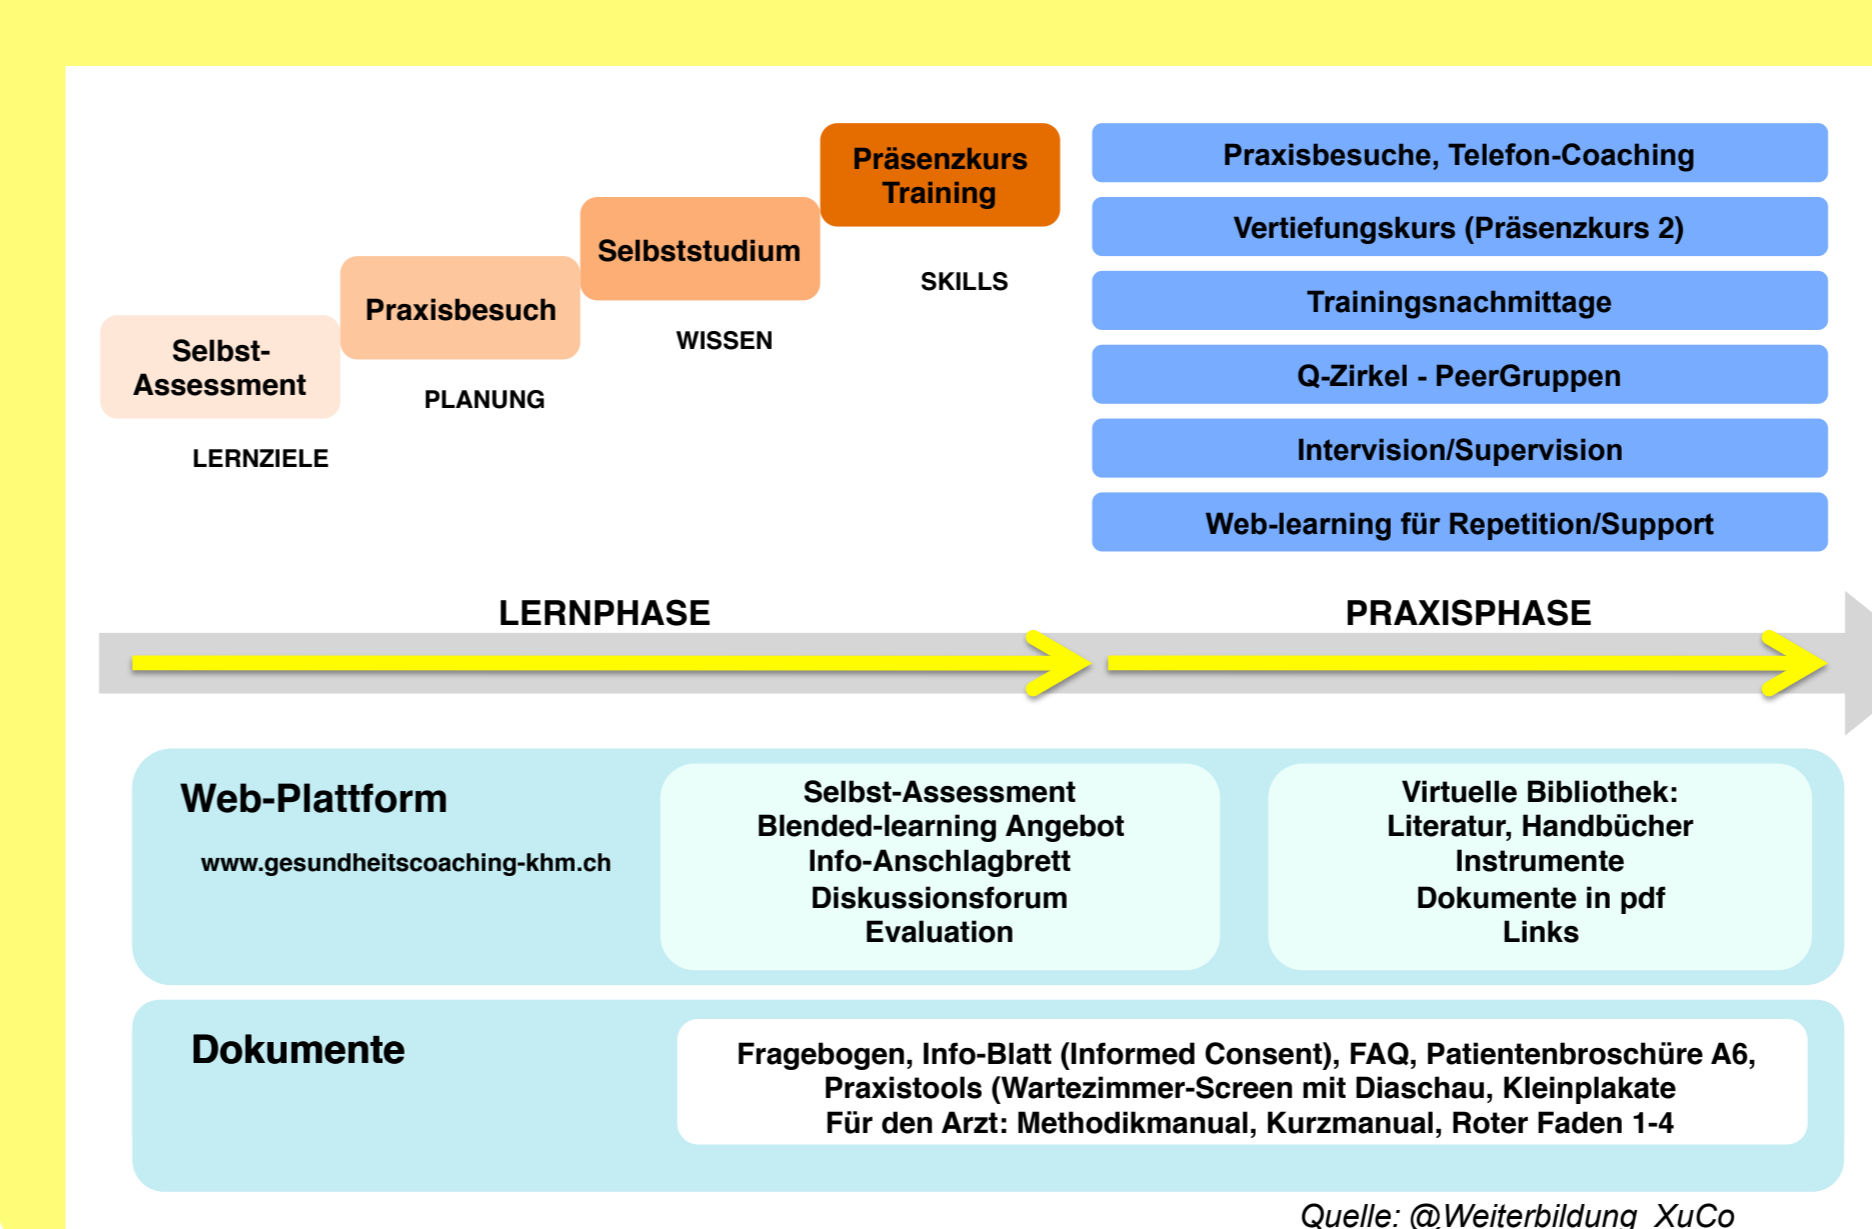 Selbst-
Assessment
LERNZIELE
Praxisbesuch
PLANUNG
Selbststudium
WISSEN
Präsenzkurs
Training
SKILLS
Praxisbesuche, Telefon-Coaching
Vertiefungskurs (Präsenzkurs 2)
Trainingsnachmittage
Q-Zirkel - PeerGruppen
Intervision/Supervision
Web-learning für Repetition/Support
LERNPHASE
PRAXISPHASE
Web-Plattform
www.gesundheitscoaching-khm.ch
Selbst-Assessment
Blended-learning Angebot
Info-Anschlagbrett
Diskussionsforum
Evaluation
Virtuelle Bibliothek:
Literatur, Handbücher
Instrumente
Dokumente in pdf
Links
Dokumente
Fragebogen, Info-Blatt (Informed Consent), FAQ, Patientenbroschüre A6,
Praxistools (Wartezimmer-Screen mit Diaschau, Kleinplakate
Für den Arzt: Methodikmanual, Kurzmanual, Roter Faden 1-4
Quelle: @Weiterbildung_XuCo